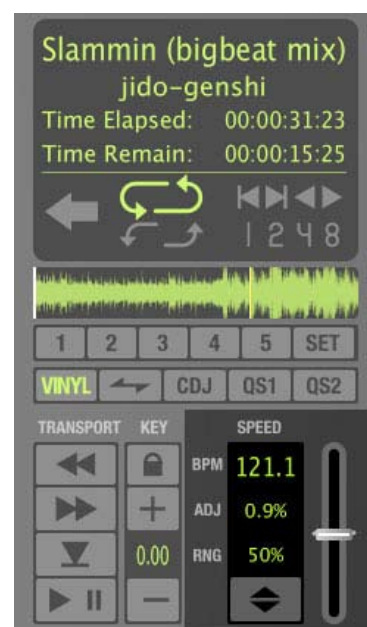 Slammin (bigbeat mix)
jido-genshi
Time Elapsed: 00:00:31:23
Time Remain: 00:00:15:25
1 2 4 8
1 2 3 4 5 SET
VINYL CDJ QS1 QS2
TRANSPORT KEY SPEED
BPM 121.1
ADJ 0.9%
0.00 RNG 50%